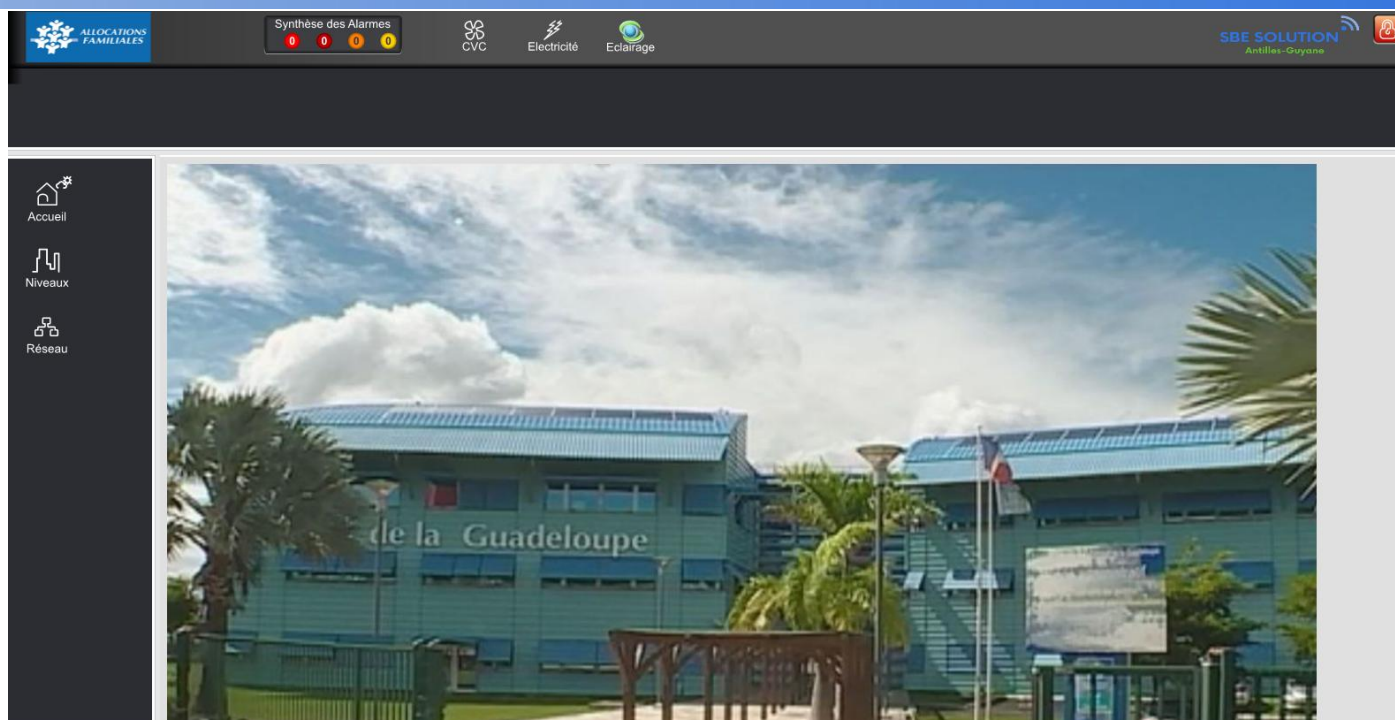 ALLOCATIONS
FAMILIALES
Synthèse des Alarmes
0 0 0 0
CVC
Electricité
Eclairage
SBE SOLUTION
Antilles-Guyane
Accueil
Niveaux
Réseau
de la Guadeloupe